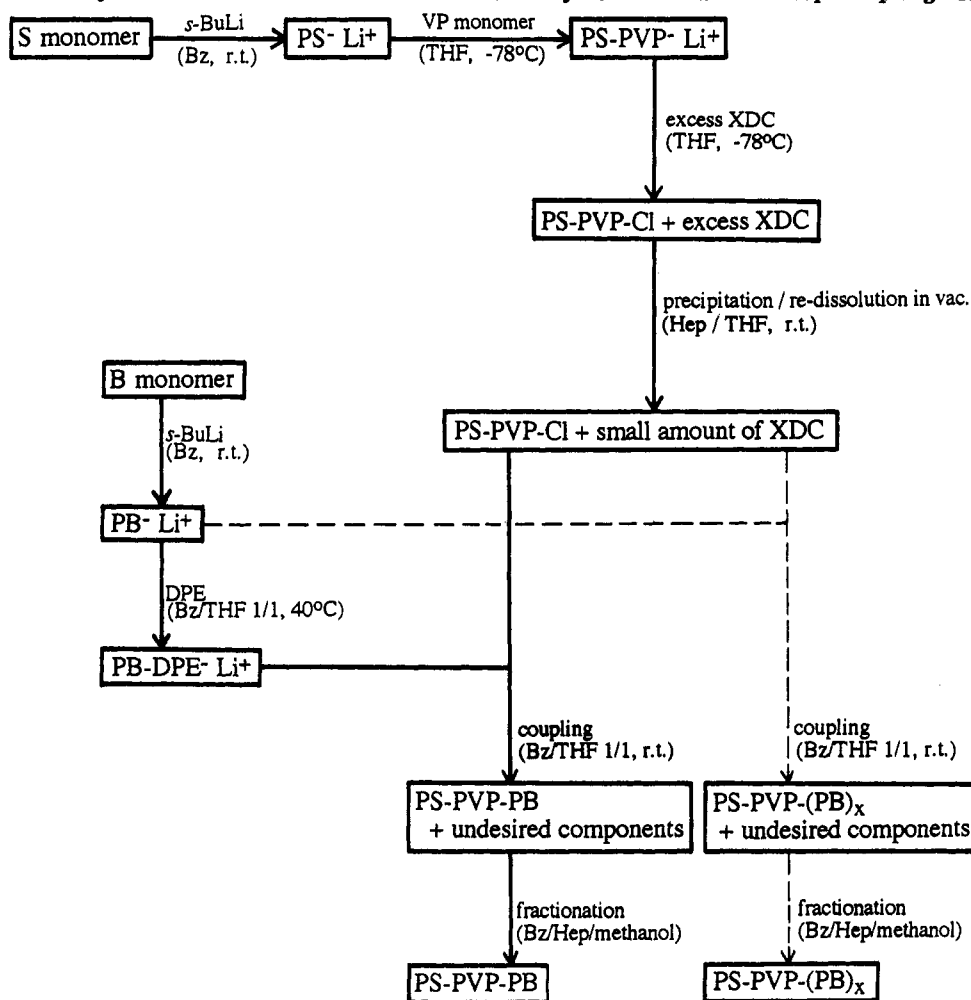 S monomer
s-BuLi
(Bz, r.t.)
PS- Li+
VP monomer
(THF, -78ºC)
PS-PVP- Li+
excess XDC
(THF, -78ºC)
PS-PVP-Cl + excess XDC
precipitation / re-dissolution in vac.
(Hep / THF, r.t.)
B monomer
s-BuLi
(Bz, r.t.)
PS-PVP-Cl + small amount of XDC
PB- Li+
DPE
(Bz/THF 1/1, 40ºC)
PB-DPE- Li+
coupling
(Bz/THF 1/1, r.t.)
coupling
(Bz/THF 1/1, r.t.)
PS-PVP-PB
+ undesired components
PS-PVP-(PB)x
+ undesired components
fractionation
(Bz/Hep/methanol)
fractionation
(Bz/Hep/methanol)
PS-PVP-PB
PS-PVP-(PB)x